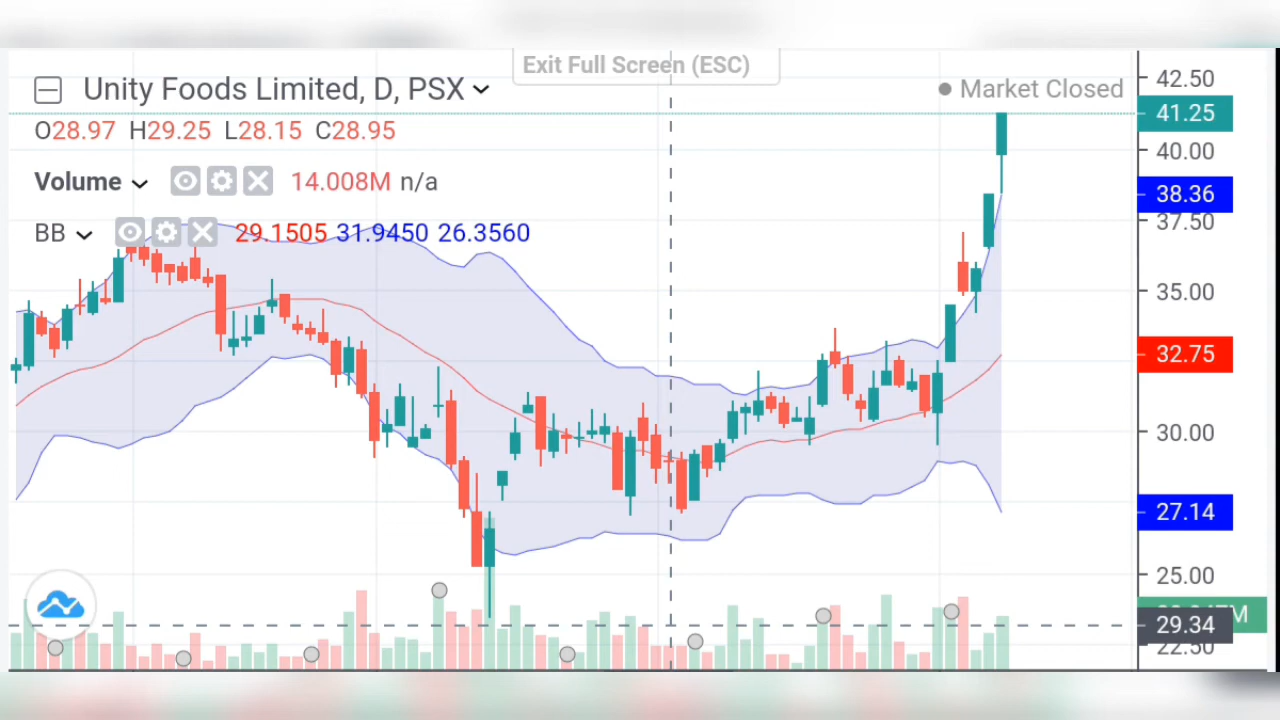 Exit Full Screen (ESC)
Unity Foods Limited, D, PSX
Market Closed
O28.97 H29.25 L28.15 C28.95
Volume 14.008M n/a
BB 29.1505 31.9450 26.3560
42.50
41.25
40.00
38.36
37.50
35.00
32.75
30.00
27.14
25.00
M
29.34
22.50